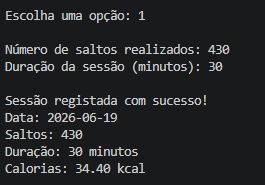 Escolha uma opção: 1
Número de saltos realizados: 430
Duração da sessão (minutos): 30
Sessão registada com sucesso!
Data: 2026-06-19
Saltos: 430
Duração: 30 minutos
Calorias: 34.40 kcal